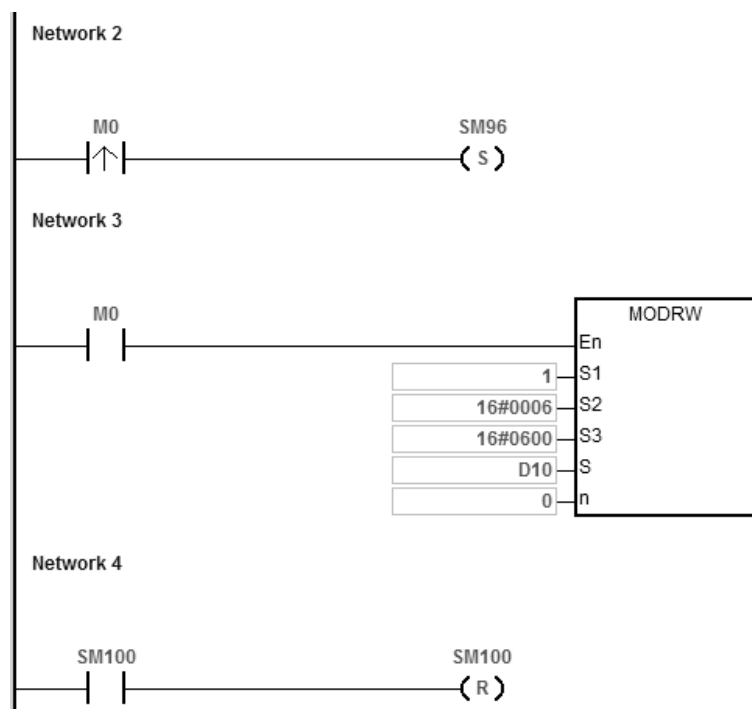 Network 2
M0 SM96
S
Network 3
M0 MODRW
En
1 S1
16#0006 S2
16#0600 S3
D10 S
0 n
Network 4
SM100 SM100
R